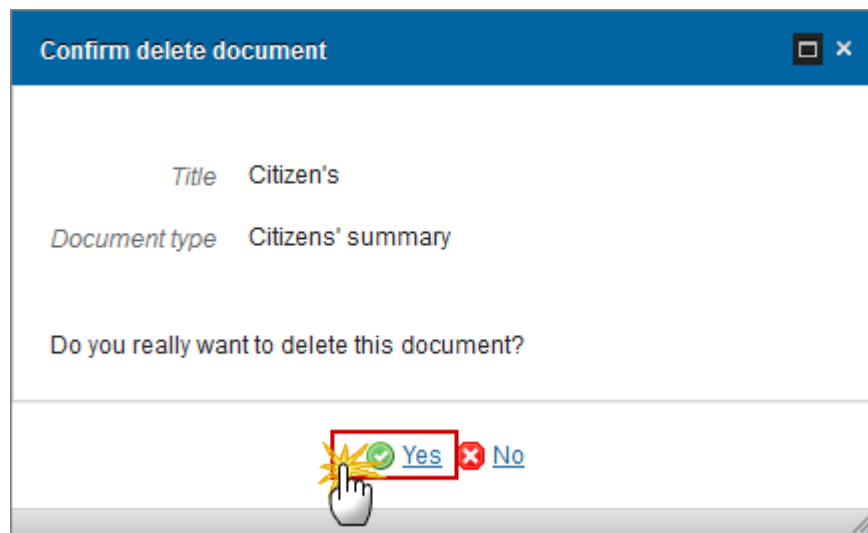 Confirm delete document
Title Citizen's
Document type Citizens' summary
Do you really want to delete this document?
Yes No